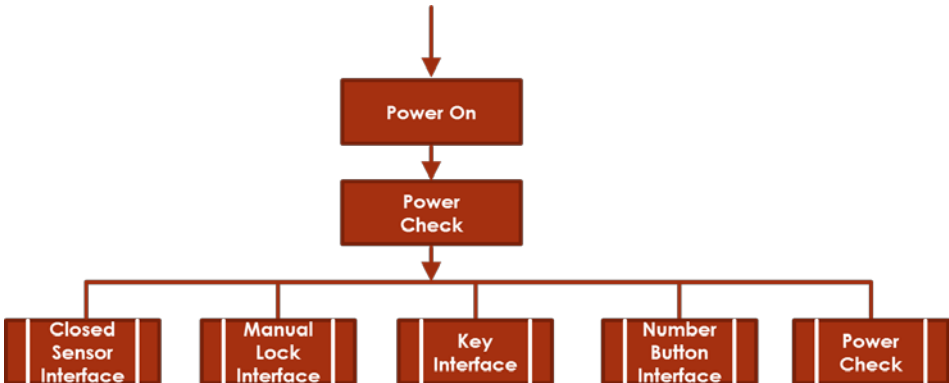 Power On
Power
Check
Closed
Sensor
Interface
Manual
Lock
Interface
Key
Interface
Number
Button
Interface
Power
Check